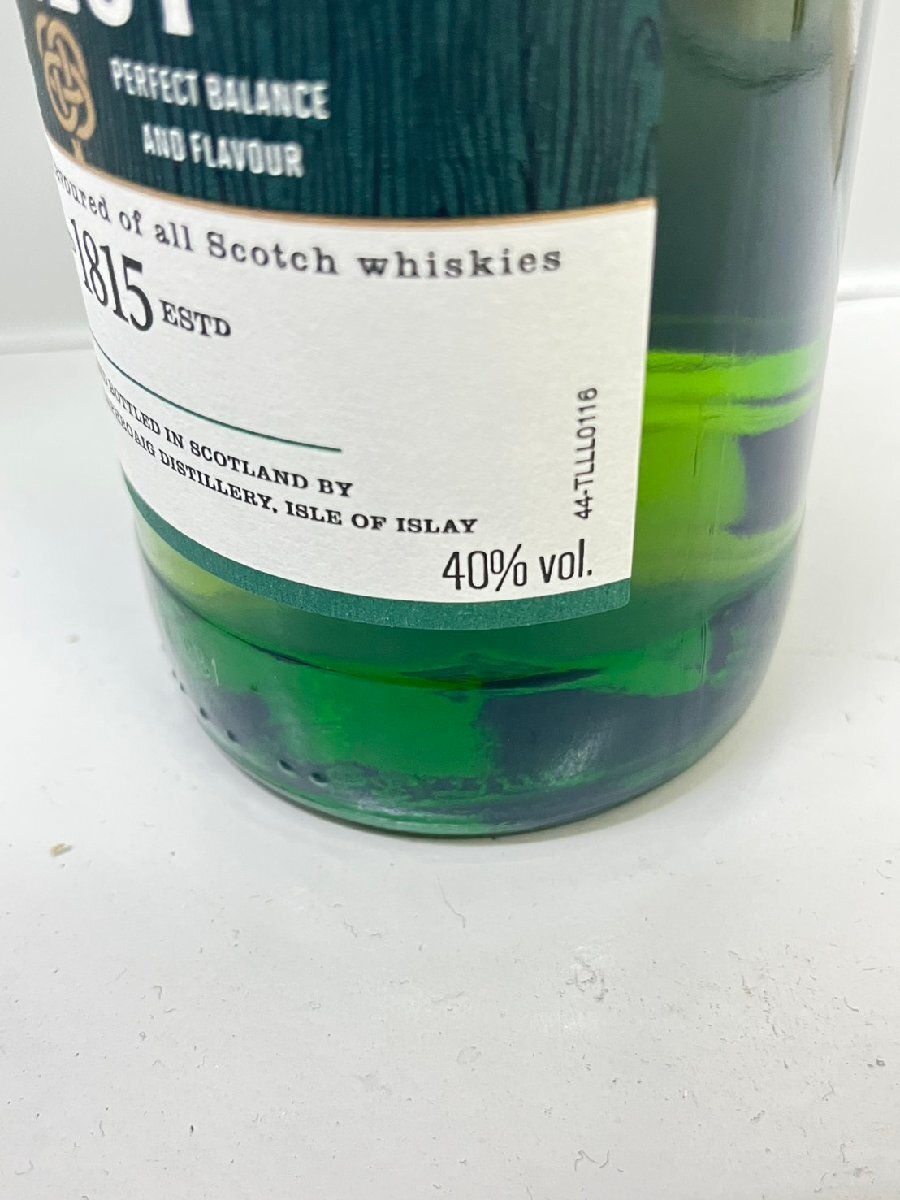 PERFECT BALANCE
AND FLAVOUR
of all Scotch whiskies
1815 ESTD
BOTTLED IN SCOTLAND BY
DISTILLERY, ISLE OF ISLAY
40% vol.
44-TLLL0116